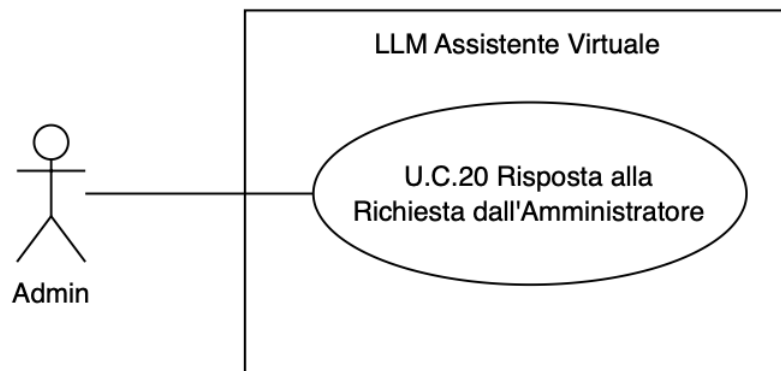 LLM Assistente Virtuale
U.C.20 Risposta alla
Richiesta dall'Amministratore
Admin